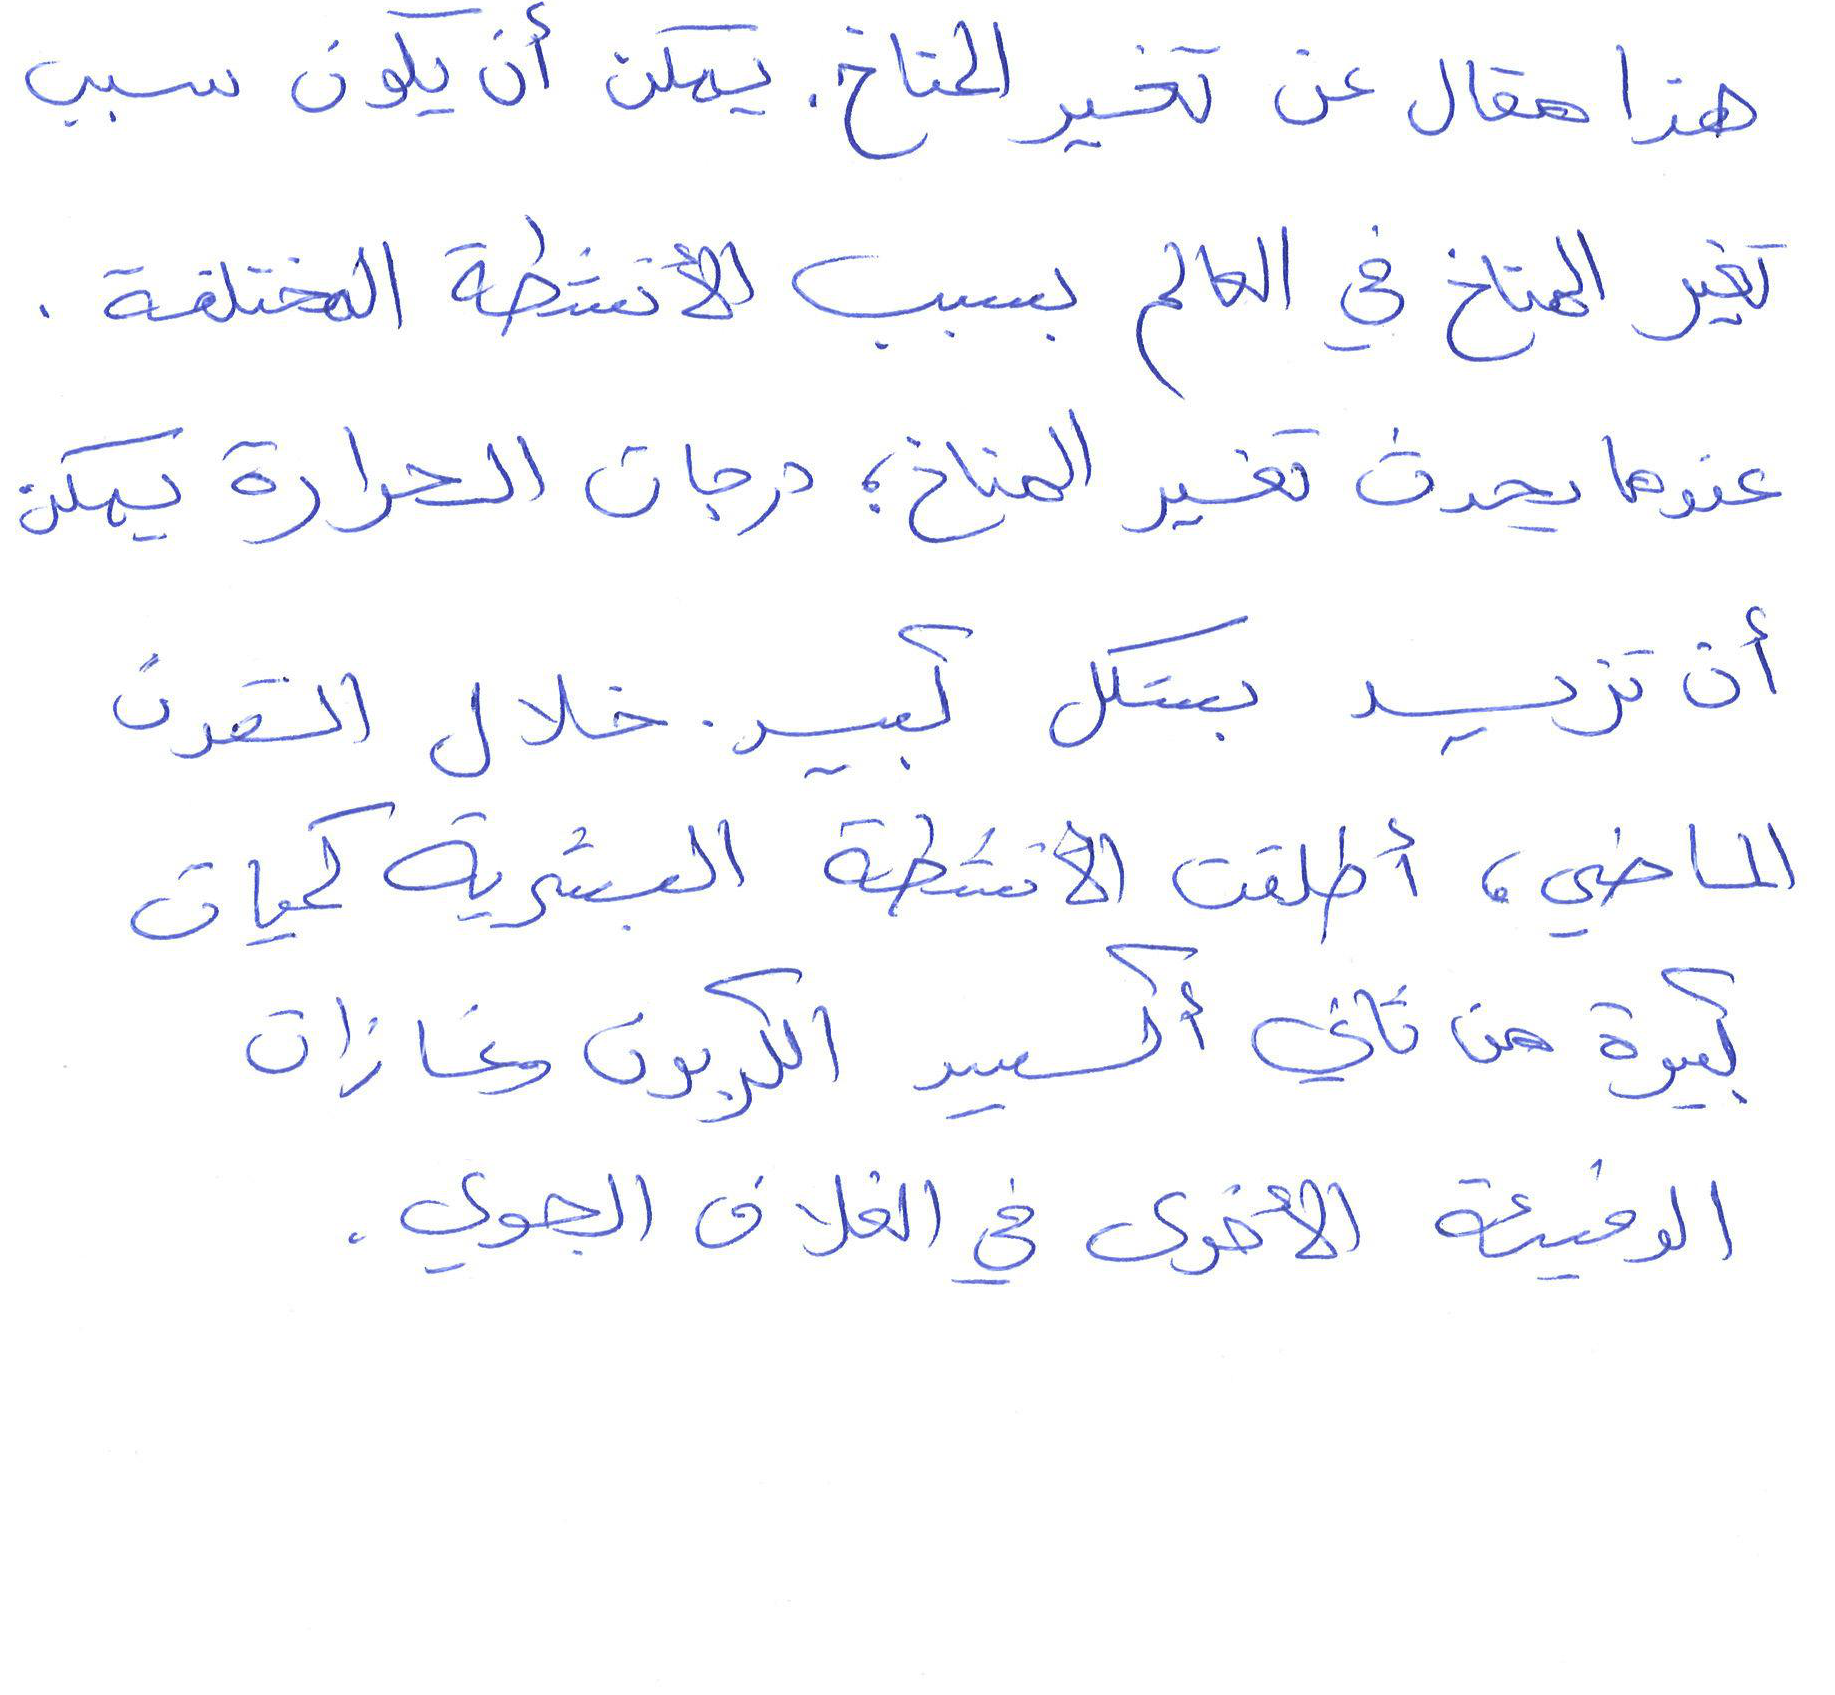 هذا مقال عن تغير المناخ. يمكن أن يكون سبب
تغير المناخ في العالم بسبب الأنشطة المختلفة.
عندما يحدث تغير المناخ؛ درجات الحرارة يمكن
أن تزيد بشكل كبير. خلال القرن
الماضي، أطلقت الأنشطة البشرية كميات
كبيرة من ثاني أكسيد الكربون وغازات
الدفيئة الأخرى في الغلاف الجوي.